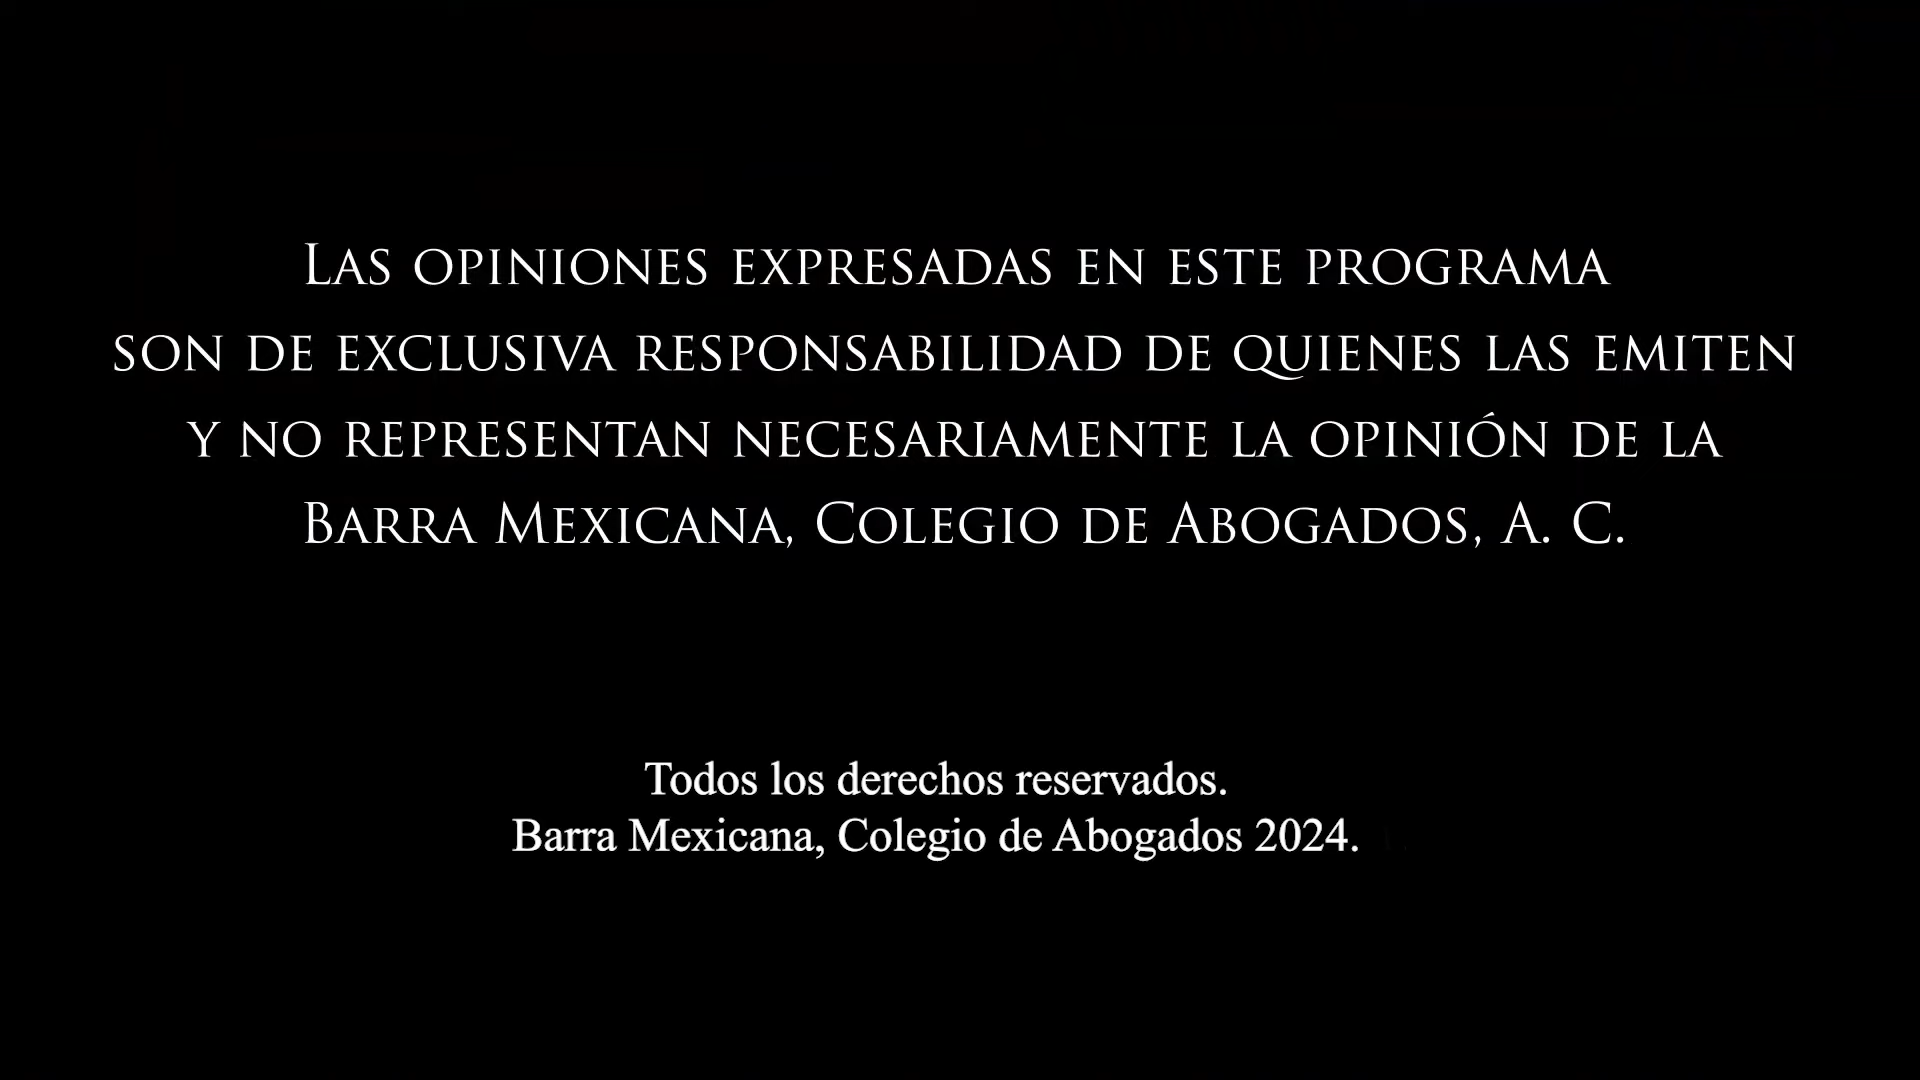 Las opiniones expresadas en este programa
son de exclusiva responsabilidad de quienes las emiten
y no representan necesariamente la opinión de la
Barra Mexicana, Colegio de Abogados, A. C.
Todos los derechos reservados.
Barra Mexicana, Colegio de Abogados 2024.